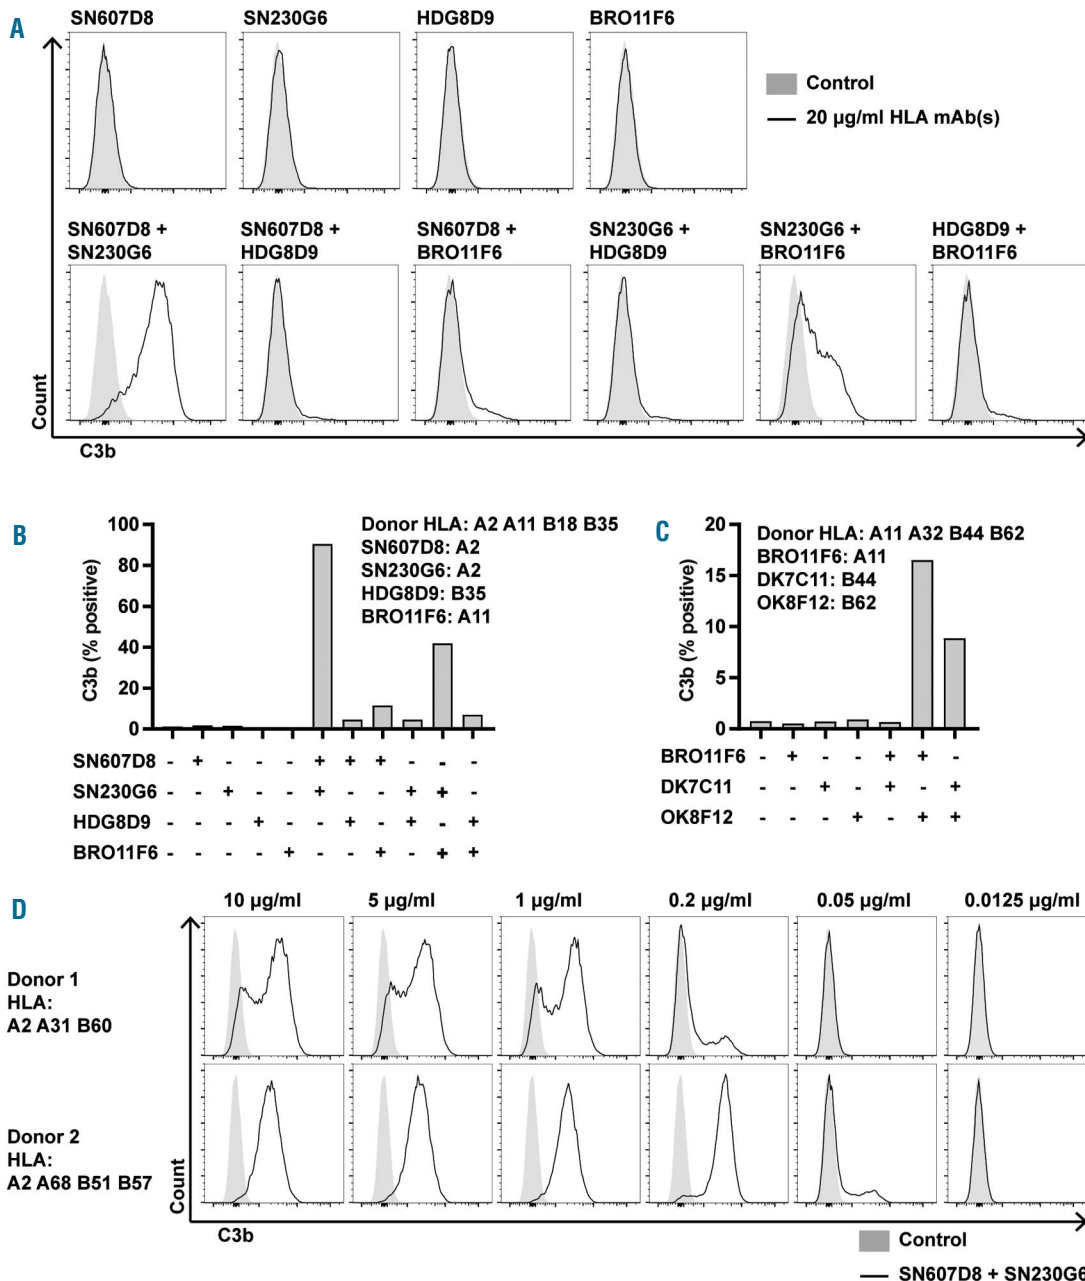 A
SN607D8
SN230G6
HDG8D9
BRO11F6
Control
20 µg/ml HLA mAb(s)
SN607D8 +
SN230G6
SN607D8 +
HDG8D9
SN607D8 +
BRO11F6
SN230G6 +
HDG8D9
SN230G6 +
BRO11F6
HDG8D9 +
BRO11F6
Count
C3b
B
C3b (% positive)
100
80
60
40
20
0
Donor HLA: A2 A11 B18 B35
SN607D8: A2
SN230G6: A2
HDG8D9: B35
BRO11F6: A11
SN607D8 - + - - - + + + - - -
SN230G6 - - + - - + - - + + -
HDG8D9 - - - + - - + - + - +
BRO11F6 - - - - + - - + - + +
C
C3b (% positive)
20
15
10
5
0
Donor HLA: A11 A32 B44 B62
BRO11F6: A11
DK7C11: B44
OK8F12: B62
BRO11F6 - + - - + + -
DK7C11 - - + - + - +
OK8F12 - - - + - + +
D
10 µg/ml
5 µg/ml
1 µg/ml
0.2 µg/ml
0.05 µg/ml
0.0125 µg/ml
Donor 1
HLA:
A2 A31 B60
Donor 2
HLA:
A2 A68 B51 B57
Count
C3b
Control
SN607D8 + SN230G6